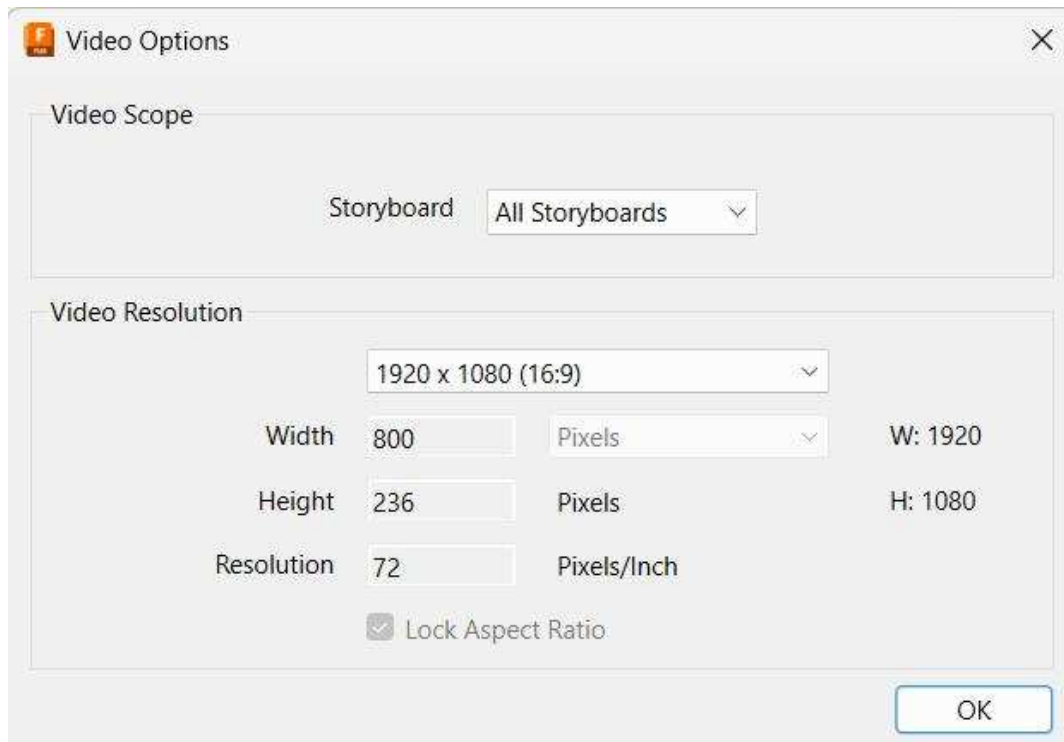 Video Options
Video Scope
Storyboard All Storyboards
Video Resolution
1920 x 1080 (16:9)
Width 800 Pixels W: 1920
Height 236 Pixels H: 1080
Resolution 72 Pixels/Inch
Lock Aspect Ratio
OK